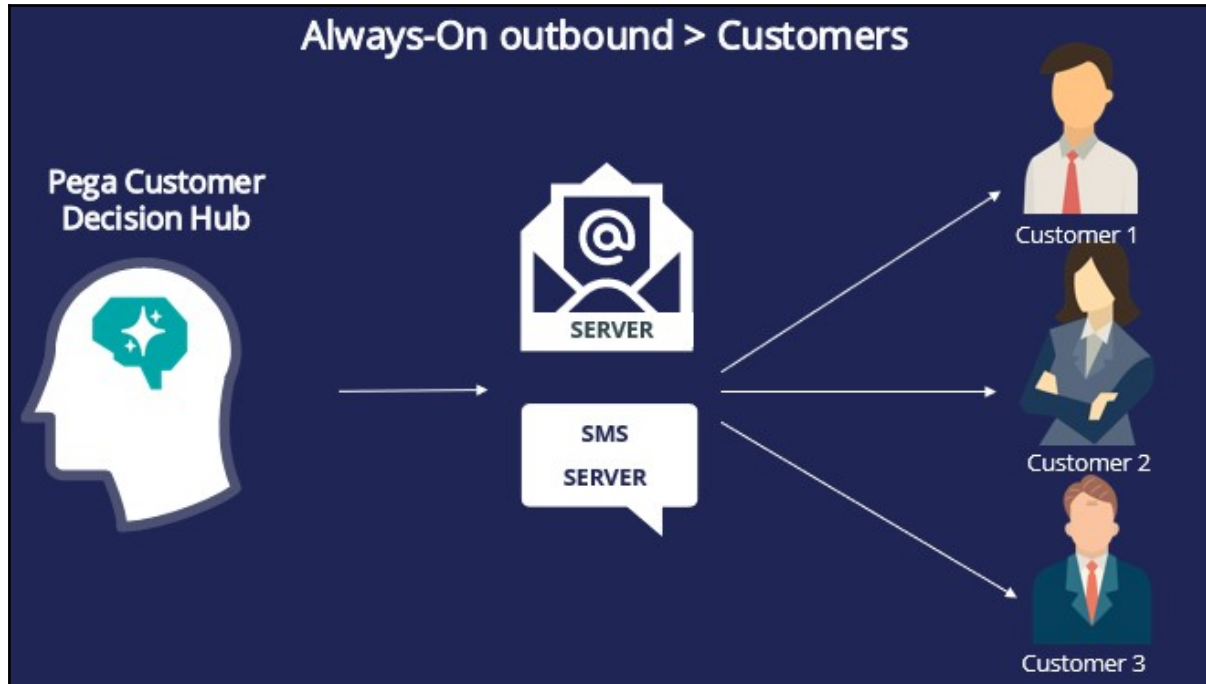 Always-On outbound > Customers
Pega Customer
Decision Hub
@
SERVER
SMS
SERVER
Customer 1
Customer 2
Customer 3